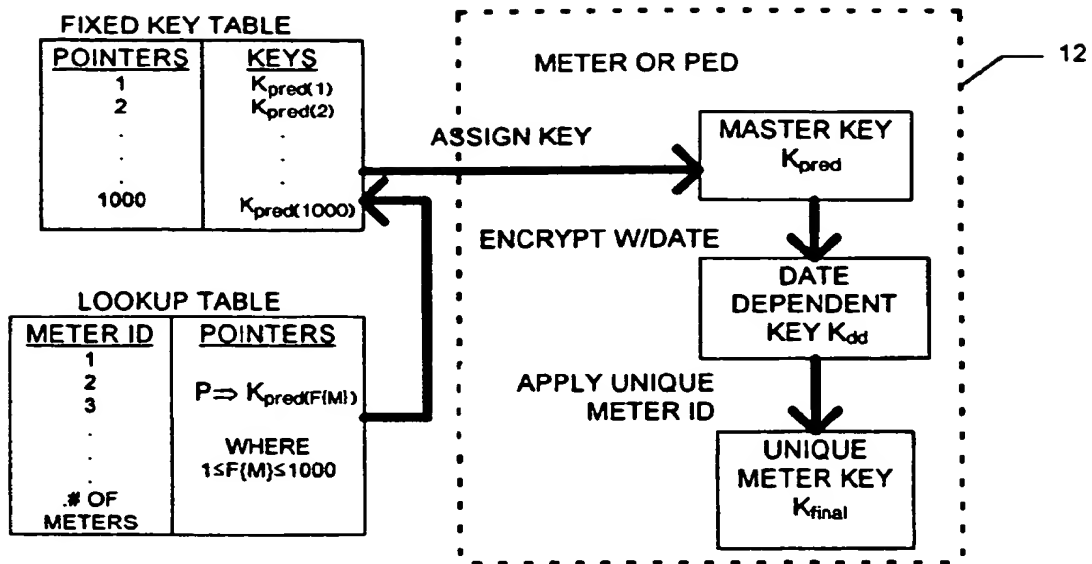 FIXED KEY TABLE
POINTERS KEYS
1 Kpred(1)
2 Kpred(2)
. .
. .
. .
1000 Kpred(1000)
LOOKUP TABLE
METER ID POINTERS
1
2 P⇒ Kpred(F{M})
3
.
. WHERE
. 1≤F{M}≤1000
.# OF
METERS
METER OR PED
12
ASSIGN KEY
MASTER KEY
Kpred
ENCRYPT W/DATE
DATE
DEPENDENT
KEY Kdd
APPLY UNIQUE
METER ID
UNIQUE
METER KEY
Kfinal